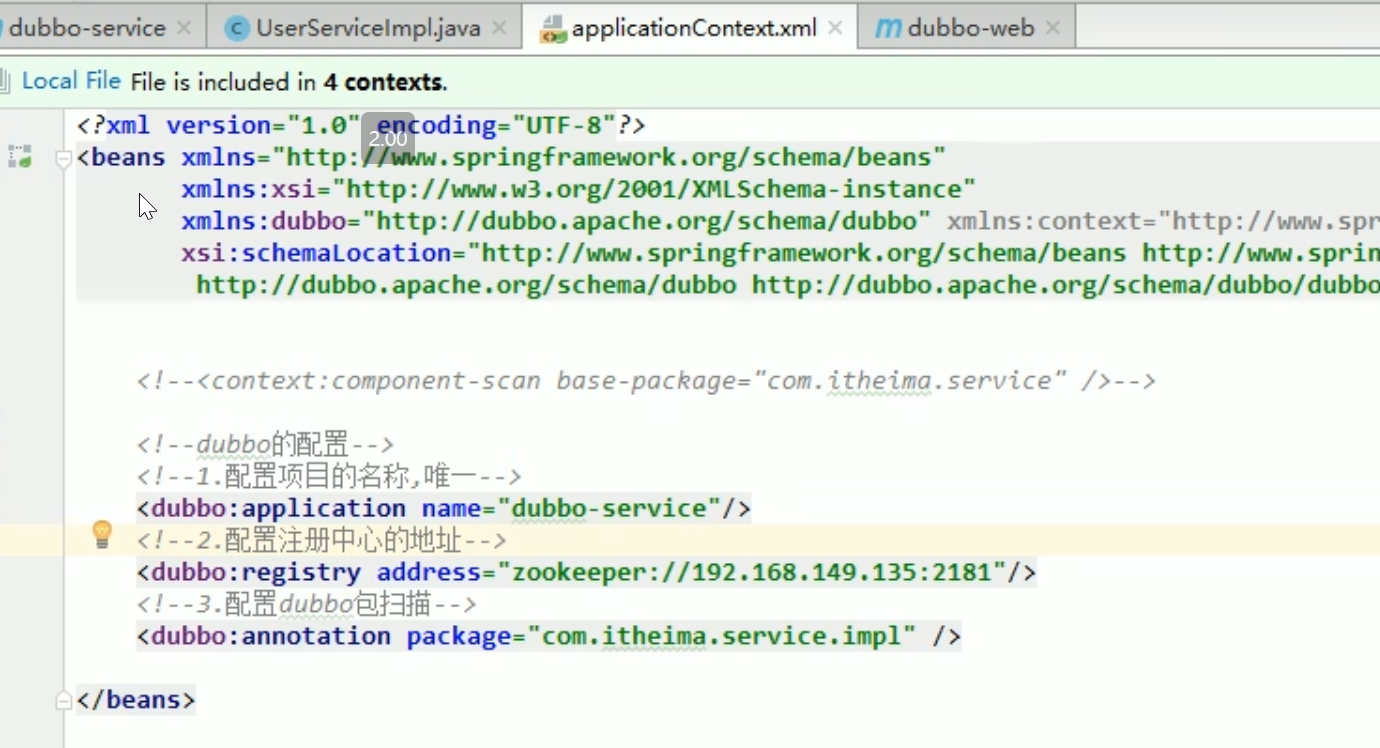 dubbo-service UserServiceImpl.java applicationContext.xml dubbo-web
Local File File is included in 4 contexts.
<?xml version="1.0" encoding="UTF-8"?>
2.00
<beans xmlns="http://www.springframework.org/schema/beans"
xmlns:xsi="http://www.w3.org/2001/XMLSchema-instance"
xmlns:dubbo="http://dubbo.apache.org/schema/dubbo" xmlns:context="http://www.spr
xsi:schemaLocation="http://www.springframework.org/schema/beans http://www.sprin
http://dubbo.apache.org/schema/dubbo http://dubbo.apache.org/schema/dubbo/dubbo
<!--<context:component-scan base-package="com.itheima.service" />-->
<!--dubbo的配置-->
<!--1.配置项目的名称,唯一-->
<dubbo:application name="dubbo-service"/>
<!--2.配置注册中心的地址-->
<dubbo:registry address="zookeeper://192.168.149.135:2181"/>
<!--3.配置dubbo包扫描-->
<dubbo:annotation package="com.itheima.service.impl" />
</beans>